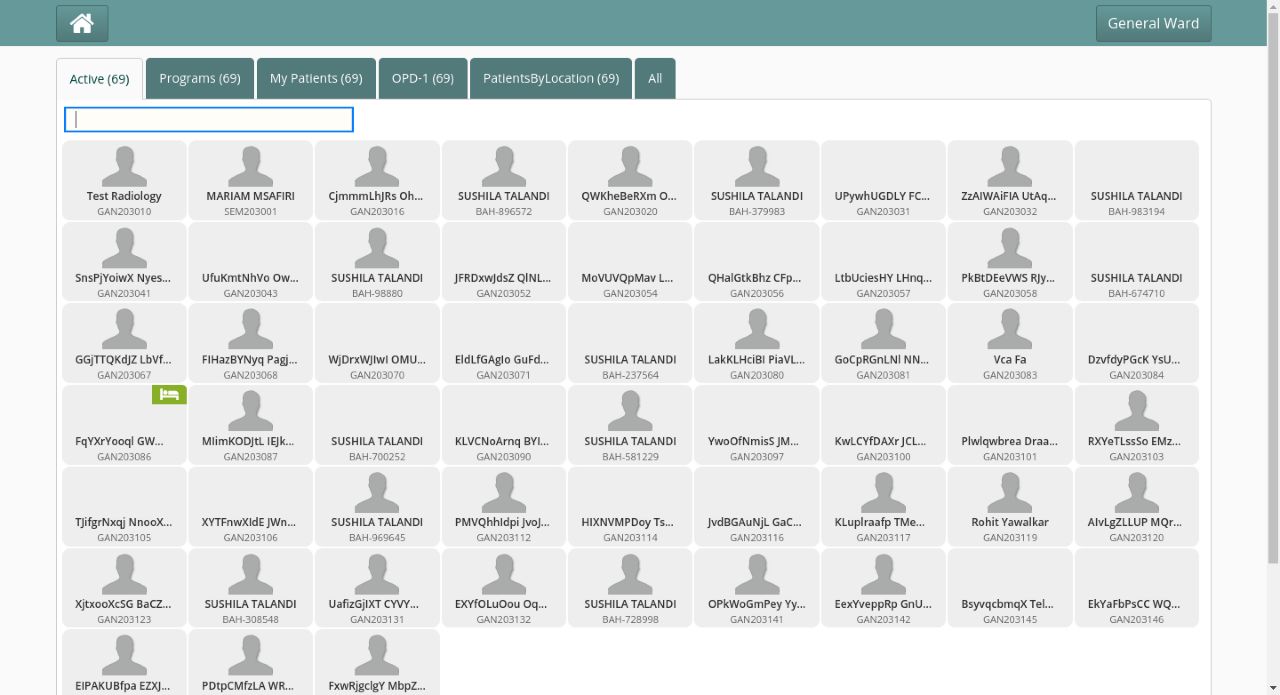 General Ward
Active (69)
Programs (69)
My Patients (69)
OPD-1 (69)
PatientsByLocation (69)
All
Test Radiology
GAN203010
MARIAM MSAFIRI
SEM203001
CjmmmLhJRs Oh...
GAN203016
SUSHILA TALANDI
BAH-896572
QWKheBeRXm O...
GAN203020
SUSHILA TALANDI
BAH-379983
UPywhUGDLY FC...
GAN203031
ZzAIWAiFIA UtAq...
GAN203032
SUSHILA TALANDI
BAH-983194
SnsPjYoiwX Nyes...
GAN203041
UfuKmtNhVo Ow...
GAN203043
SUSHILA TALANDI
BAH-98880
JFRDxwJdsZ QlNL...
GAN203052
MoVUVQpMav L...
GAN203054
QHalGtkBhz CFp...
GAN203056
LtbUciesHY LHnq...
GAN203057
PkBtDEeVWS RJy...
GAN203058
SUSHILA TALANDI
BAH-674710
GGjTTQKdJZ LbVf...
GAN203067
FIHazBYNyq Pagj...
GAN203068
WjDrxWJIwI OMU...
GAN203070
EldLfGAgIo GuFd...
GAN203071
SUSHILA TALANDI
BAH-237564
LakKLHciBI PiaVL...
GAN203080
GoCpRGnLNl NN...
GAN203081
Vca Fa
GAN203083
DzvfdyPGcK YsU...
GAN203084
FqYXrYooql GW...
GAN203086
MIimKODJtL IEJk...
GAN203087
SUSHILA TALANDI
BAH-700252
KLVCNoArnq BYI...
GAN203090
SUSHILA TALANDI
BAH-581229
YwoOfNmisS JM...
GAN203097
KwLCYfDAXr JCL...
GAN203100
Plwlqwbrea Draa...
GAN203101
RXYeTLssSo EMz...
GAN203103
TJifgrNxqj NnooX...
GAN203105
XYTFnwXIdE JWn...
GAN203106
SUSHILA TALANDI
BAH-969645
PMVQhhIdpi JvoJ...
GAN203112
HIXNVMPDoy Ts...
GAN203114
JvdBGAuNjL GaC...
GAN203116
KLuplraafp TMe...
GAN203117
Rohit Yawalkar
GAN203119
AIvLgZLLUP MQr...
GAN203120
XjtxooXcSG BaCZ...
GAN203123
SUSHILA TALANDI
BAH-308548
UafizGjIXT CYVY...
GAN203131
EXYfOLuOou Oq...
GAN203132
SUSHILA TALANDI
BAH-728998
OPkWoGmPey Yy...
GAN203141
EexYveppRp GnU...
GAN203142
BsyvqcbmqX Tel...
GAN203145
EkYaFbPsCC WQ...
GAN203146
EIPAKUBfpa EZXJ...
PDtpCMfzLA WR...
FxwRjgclgY MbpZ...